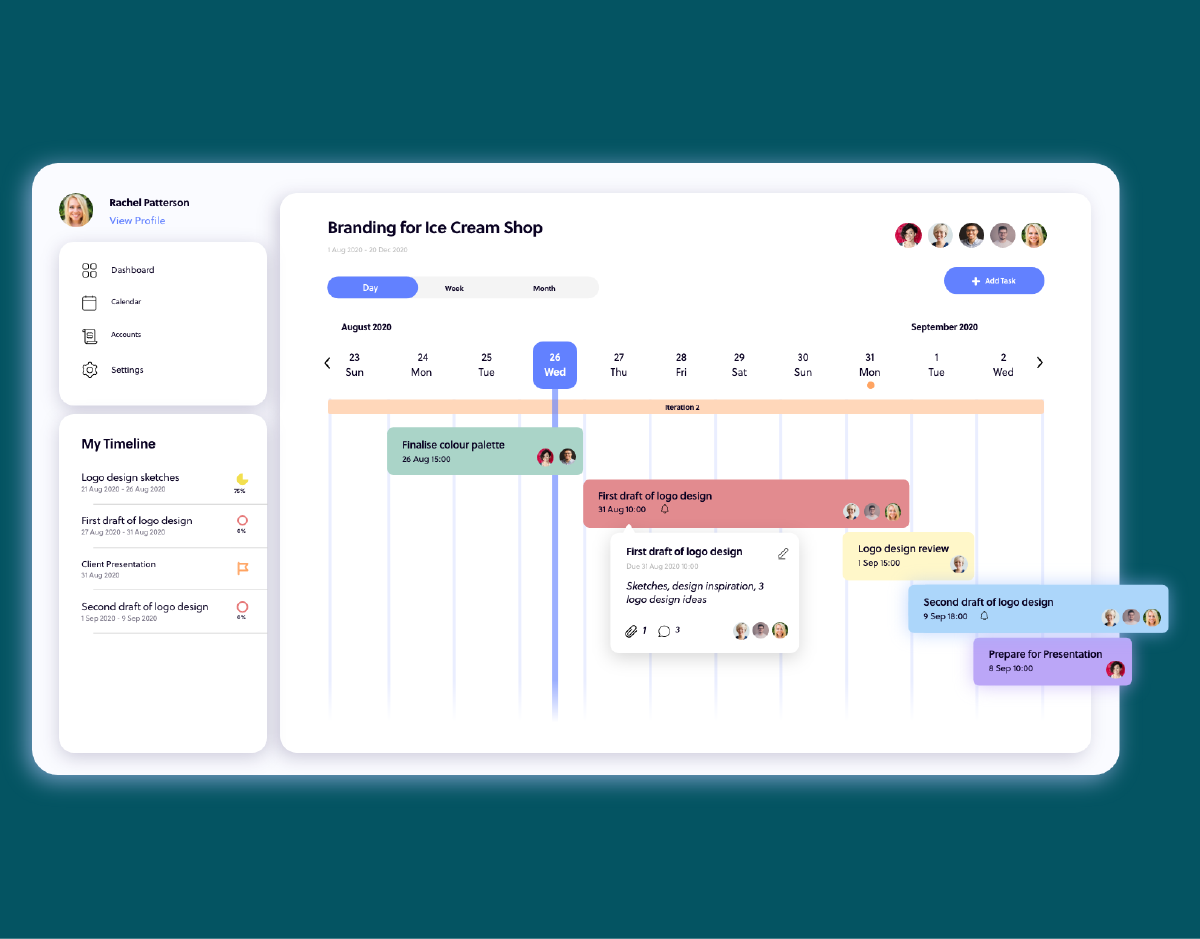 Rachel Patterson
View Profile
Dashboard
Calendar
Accounts
Settings
My Timeline
Logo design sketches
21 Aug 2020 - 26 Aug 2020
75%
First draft of logo design
27 Aug 2020 - 31 Aug 2020
0%
Client Presentation
31 Aug 2020
Second draft of logo design
1 Sep 2020 - 9 Sep 2020
0%
Branding for Ice Cream Shop
1 Aug 2020 - 20 Dec 2020
Day Week Month
+ Add Task
August 2020 September 2020
23 24 25 26 27 28 29 30 31 1 2
Sun Mon Tue Wed Thu Fri Sat Sun Mon Tue Wed
Iteration 2
Finalise colour palette
26 Aug 15:00
First draft of logo design
31 Aug 10:00
First draft of logo design
Due 31 Aug 2020 10:00
Sketches, design inspiration, 3
logo design ideas
1 3
Logo design review
1 Sep 15:00
Second draft of logo design
9 Sep 18:00
Prepare for Presentation
8 Sep 10:00